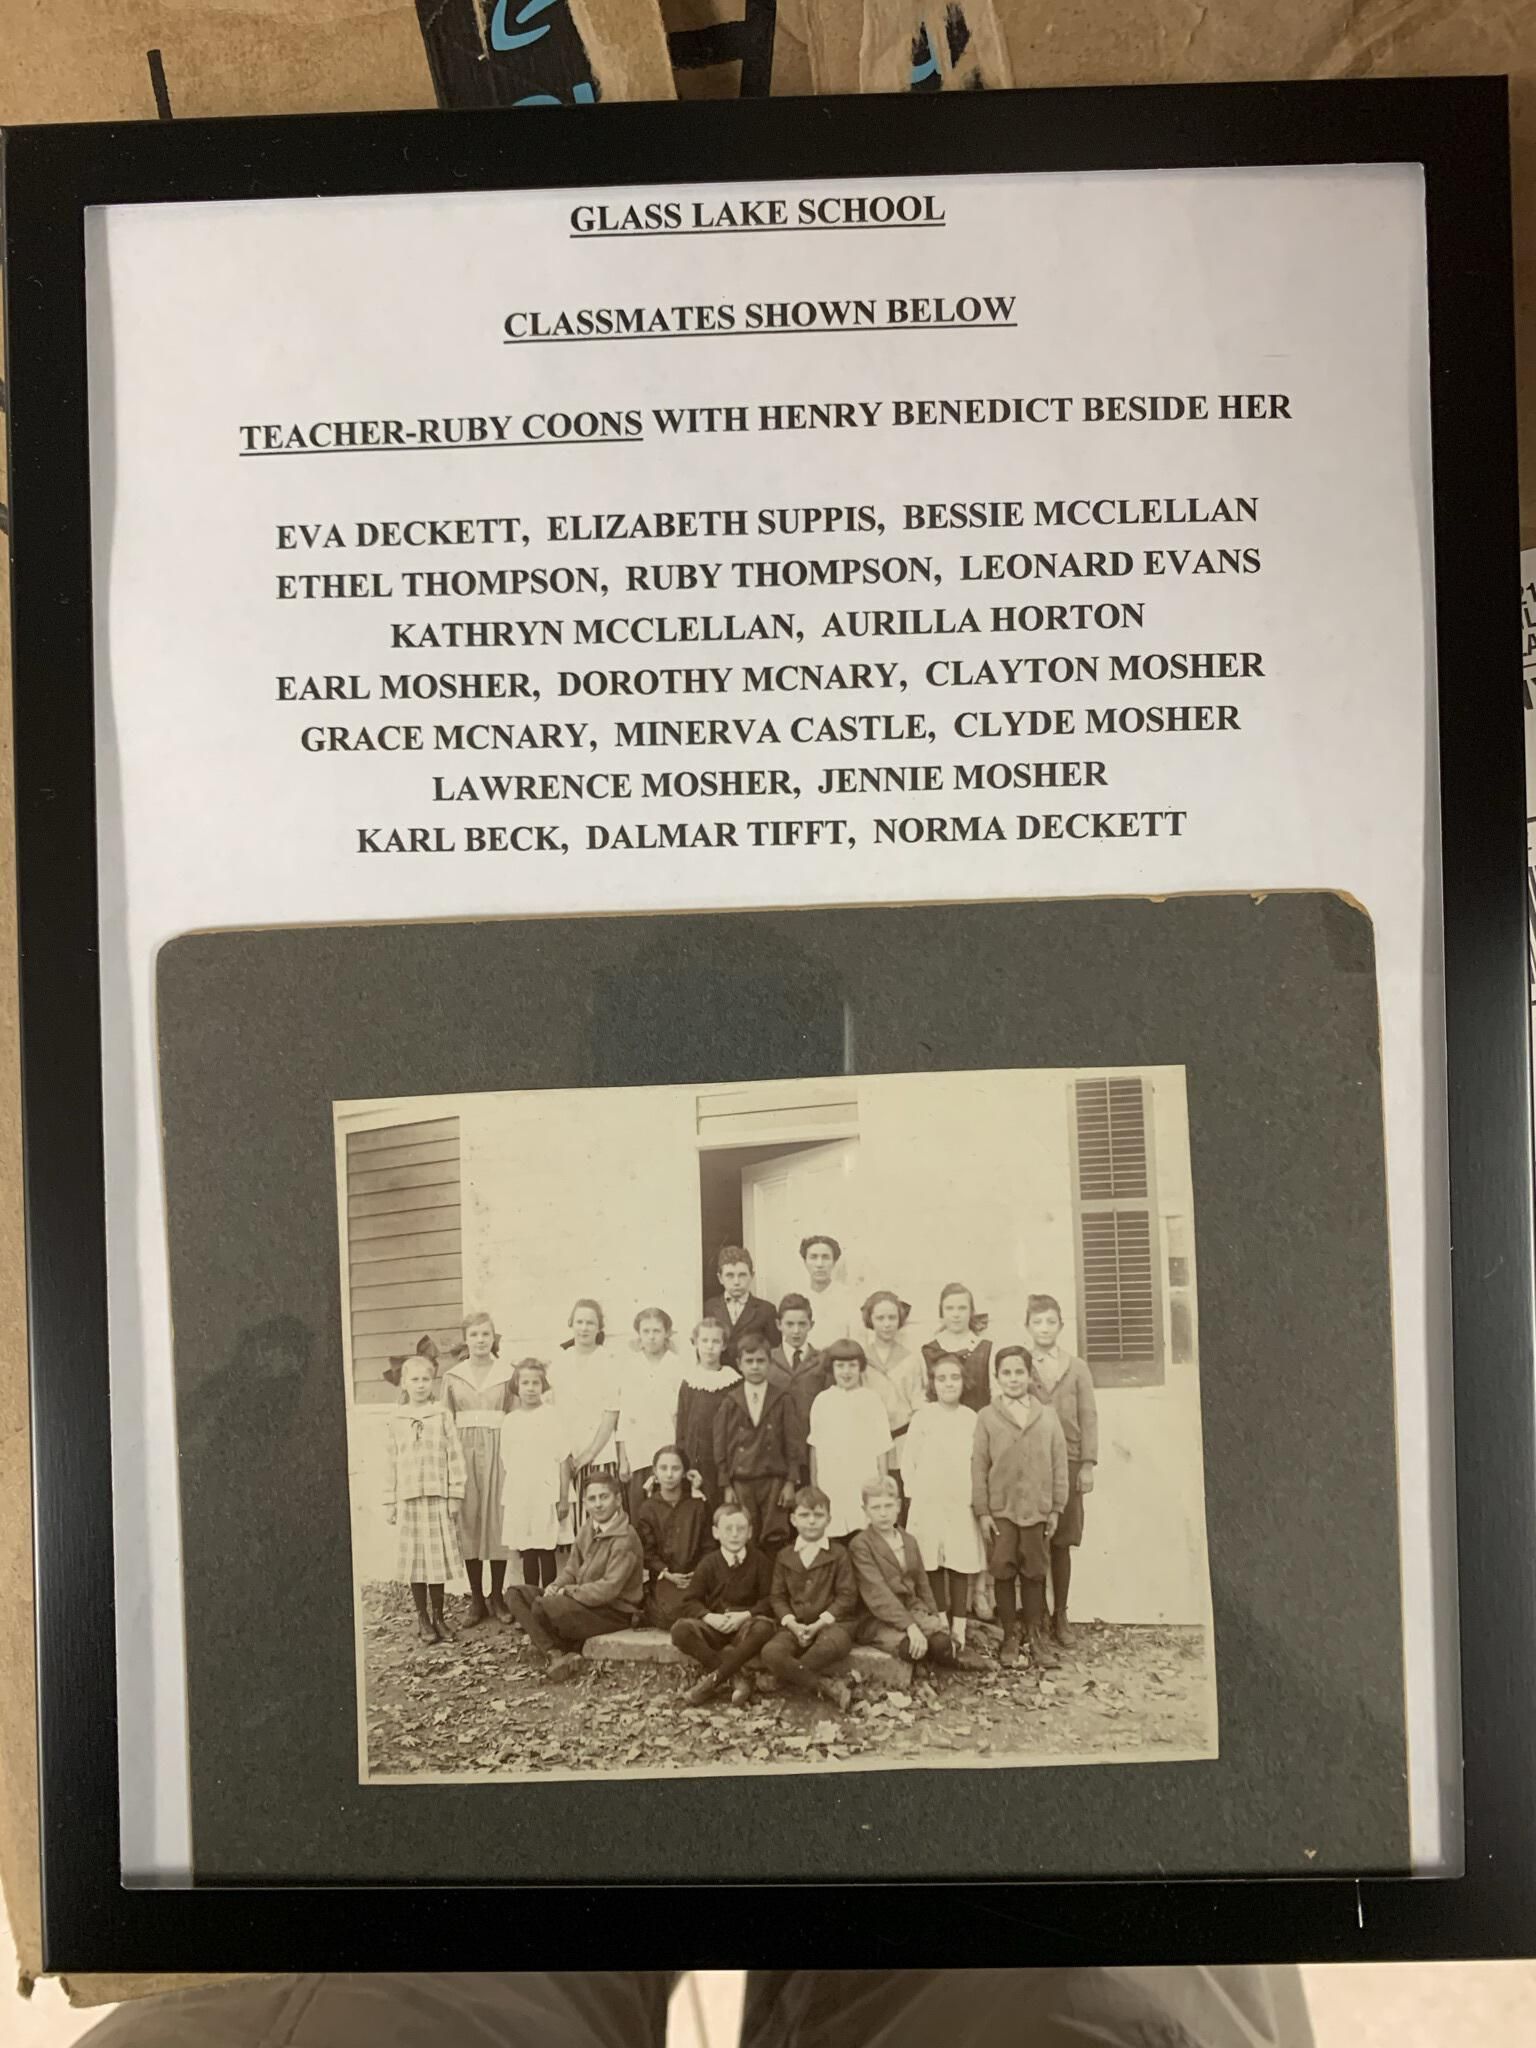 GLASS LAKE SCHOOL
CLASSMATES SHOWN BELOW
TEACHER-RUBY COONS WITH HENRY BENEDICT BESIDE HER
EVA DECKETT, ELIZABETH SUPPIS, BESSIE MCCLELLAN
ETHEL THOMPSON, RUBY THOMPSON, LEONARD EVANS
KATHRYN MCCLELLAN, AURILLA HORTON
EARL MOSHER, DOROTHY MCNARY, CLAYTON MOSHER
GRACE MCNARY, MINERVA CASTLE, CLYDE MOSHER
LAWRENCE MOSHER, JENNIE MOSHER
KARL BECK, DALMAR TIFFT, NORMA DECKETT